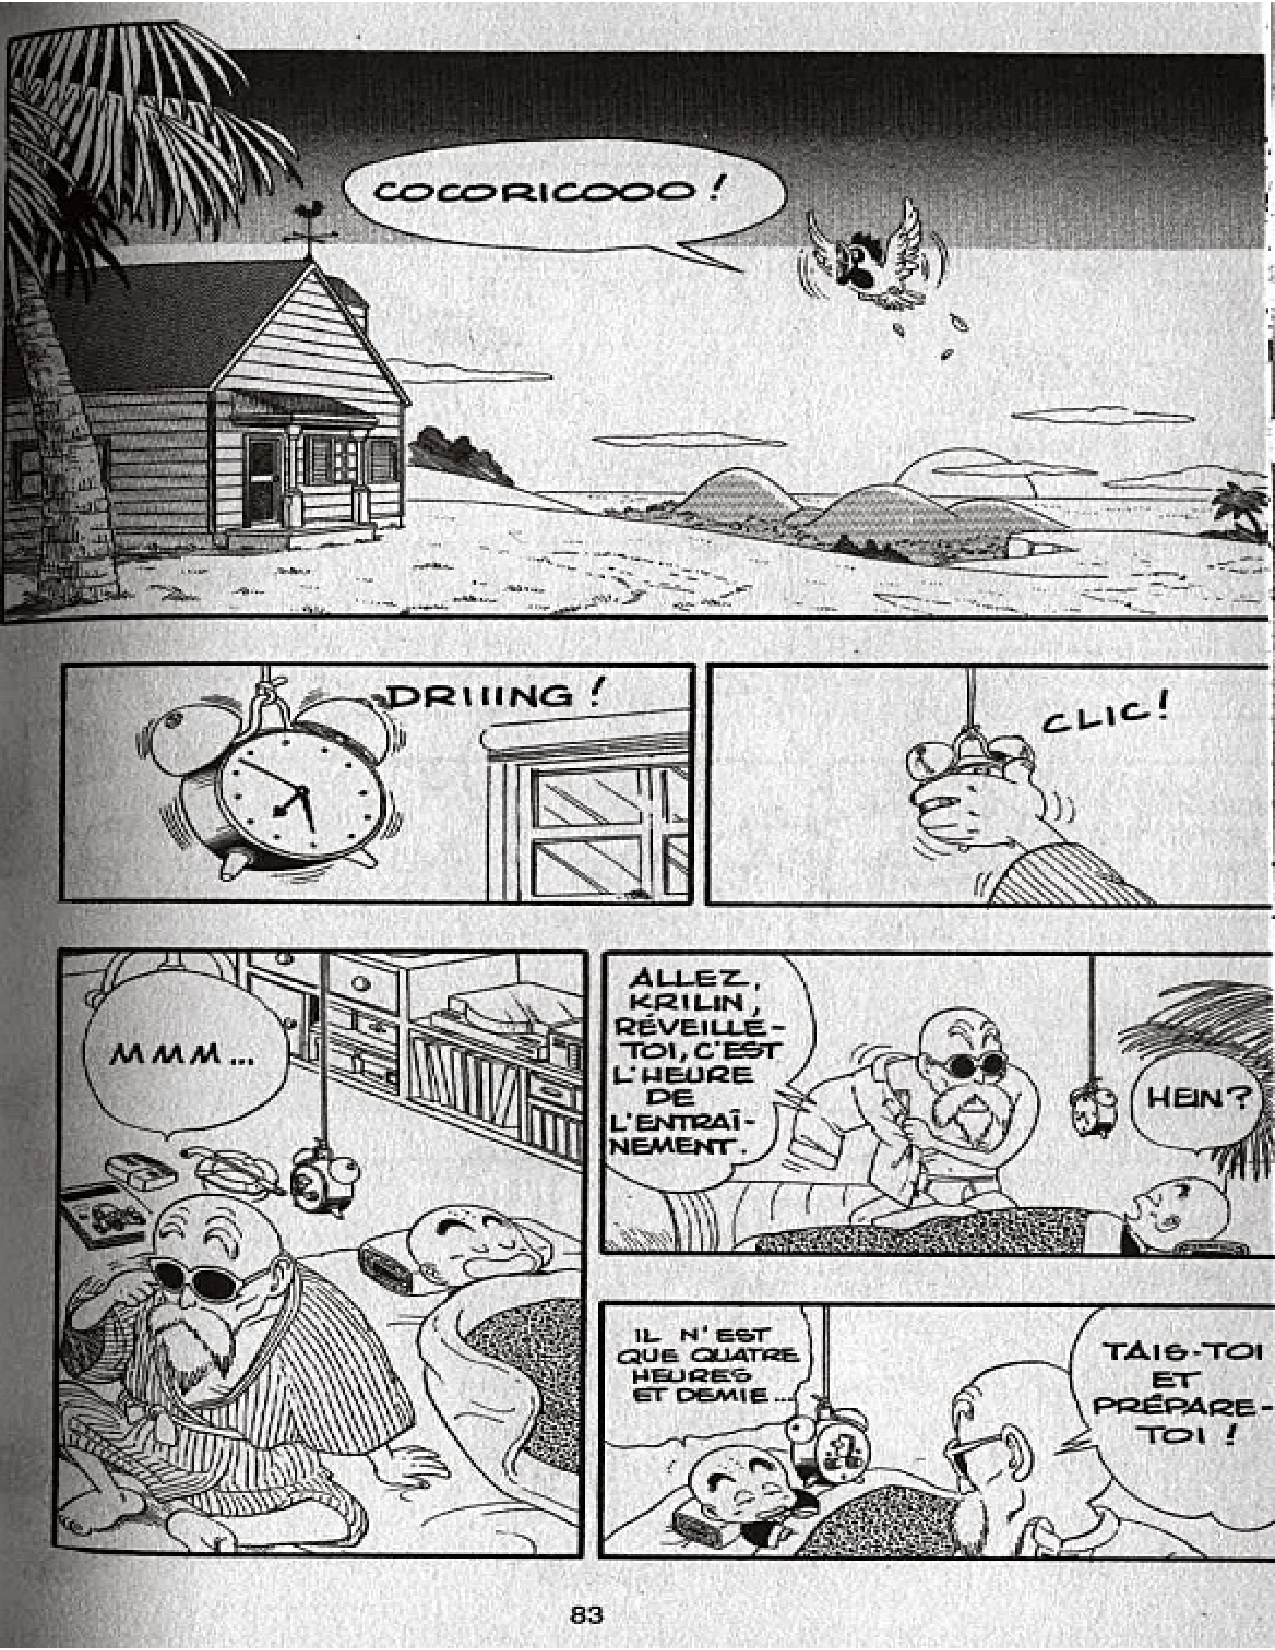 COCORICOOO !
DRIIING !
CLIC !
MMM...
ALLEZ,
KRILIN,
RÉVEILLE-
TOI, C'EST
L'HEURE
DE
L'ENTRAÎ-
NEMENT.
HEIN ?
IL N'EST
QUE QUATRE
HEURES
ET DEMIE...
TAIS-TOI
ET
PRÉPARE-
TOI !
83